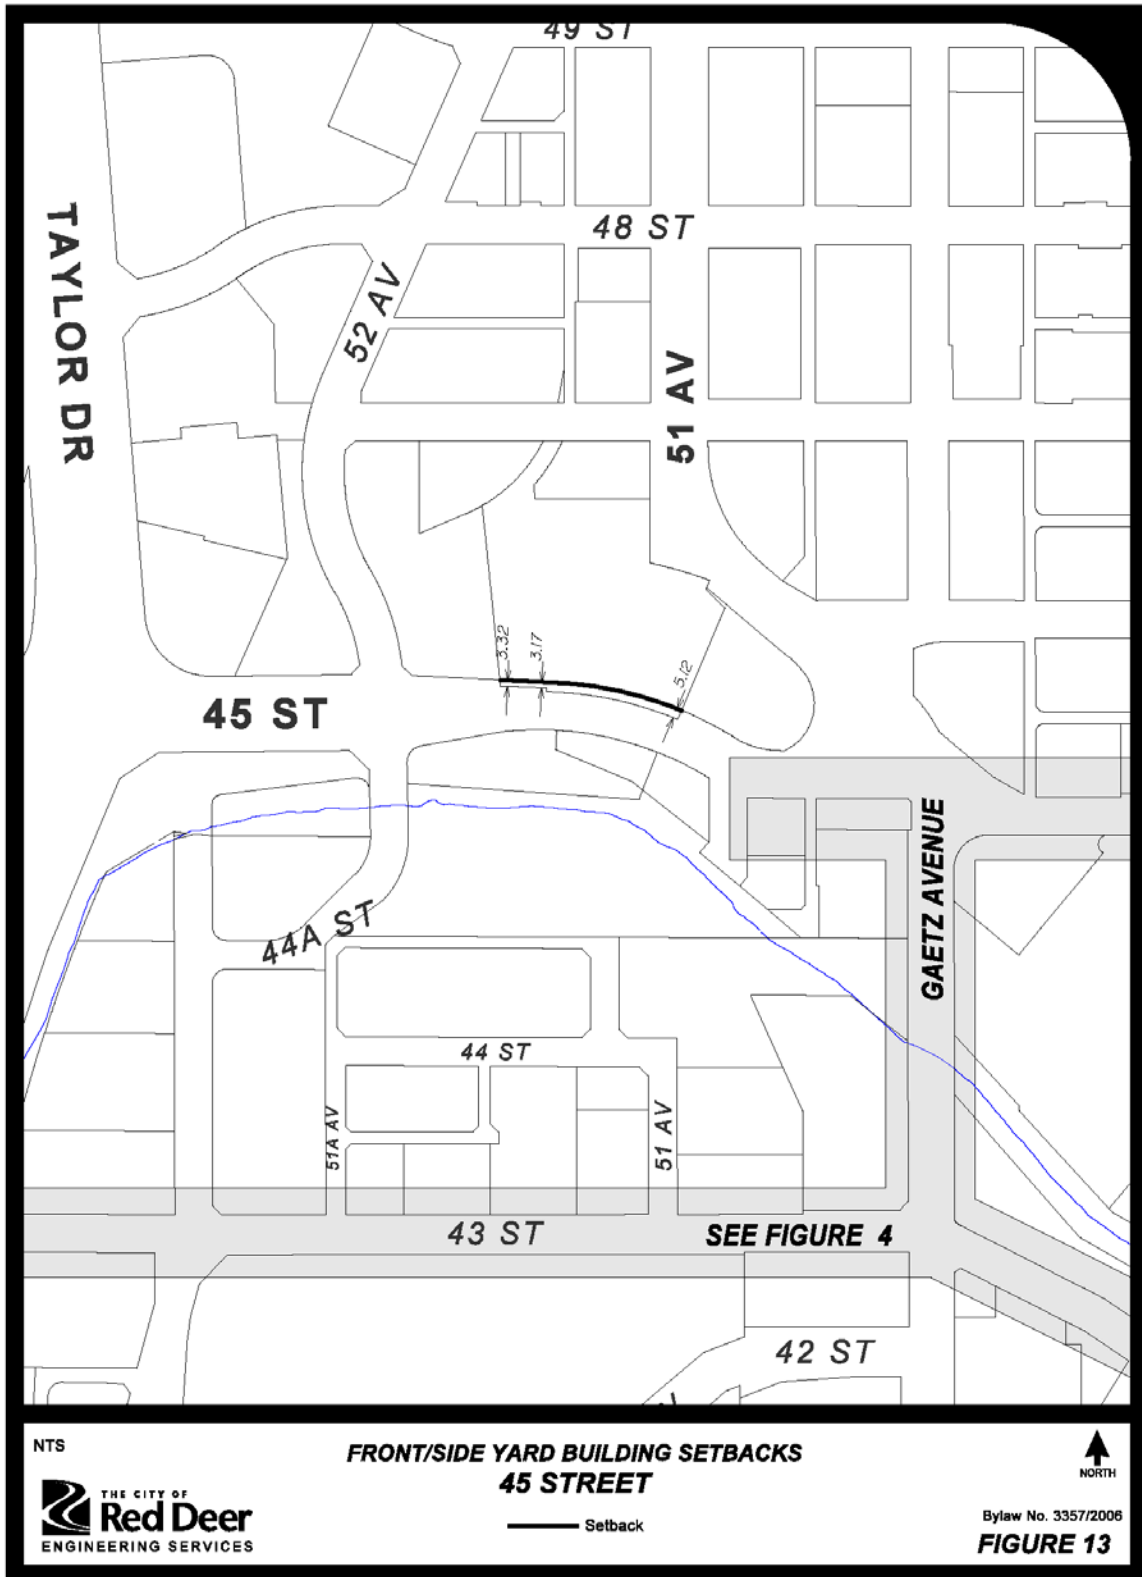 49 ST
TAYLOR DR
48 ST
52 AV
51 AV
3.32
3.17
5.12
45 ST
GAETZ AVENUE
44A ST
44 ST
51A AV
51 AV
43 ST
SEE FIGURE 4
42 ST
NTS
FRONT/SIDE YARD BUILDING SETBACKS
45 STREET
Setback
NORTH
THE CITY OF
Red Deer
ENGINEERING SERVICES
Bylaw No. 3357/2006
FIGURE 13